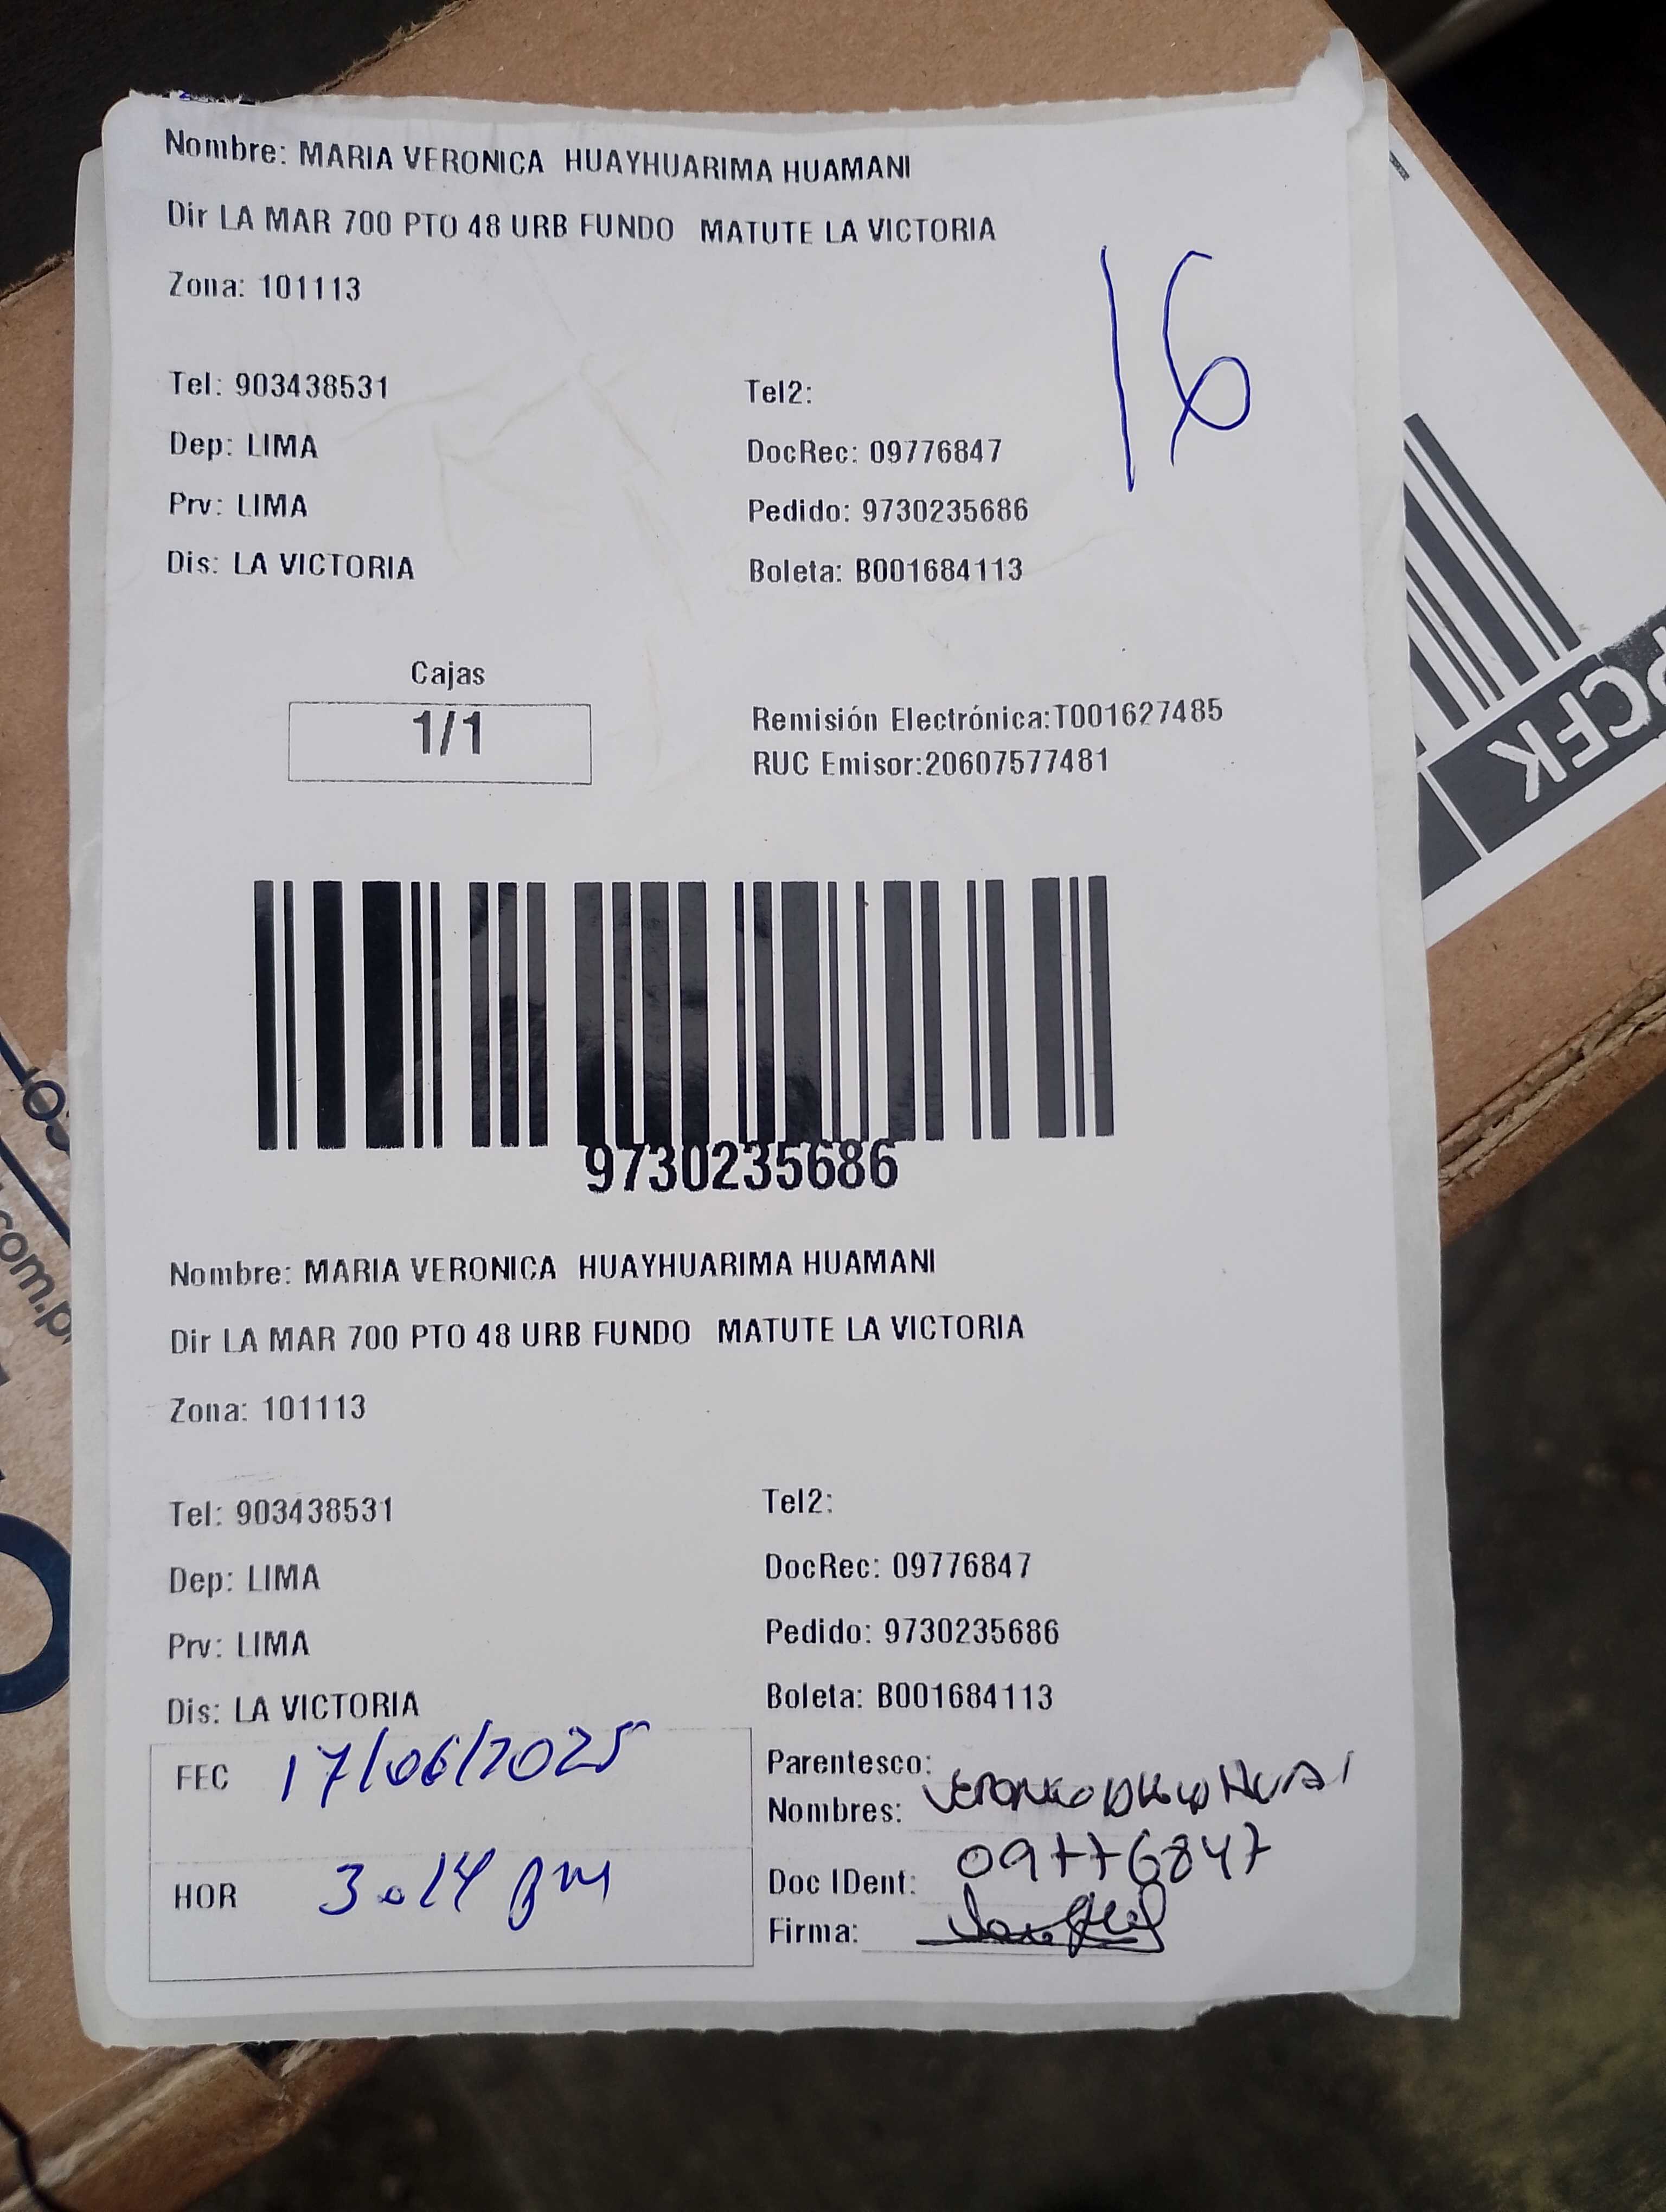 Nombre: MARIA VERONICA HUAYHUARIMA HUAMANI
Dir LA MAR 700 PTO 48 URB FUNDO MATUTE LA VICTORIA
Zona: 101113
16
Tel: 903438531
Tel2:
Dep: LIMA
DocRec: 09776847
Prv: LIMA
Pedido: 9730235686
Dis: LA VICTORIA
Boleta: B001684113
Cajas
1/1
Remisión Electrónica:T001627485
RUC Emisor:20607577481
PCFK
9730235686
com.p
Nombre: MARIA VERONICA HUAYHUARIMA HUAMANI
Dir LA MAR 700 PTO 48 URB FUNDO MATUTE LA VICTORIA
Zona: 101113
Tel: 903438531
Tel2:
Dep: LIMA
DocRec: 09776847
Prv: LIMA
Pedido: 9730235686
Dis: LA VICTORIA
Boleta: B001684113
FEC 17/06/2025
Parentesco:
Nombres:
HOR 3.14 pm
Doc IDent: 09776847
Firma: